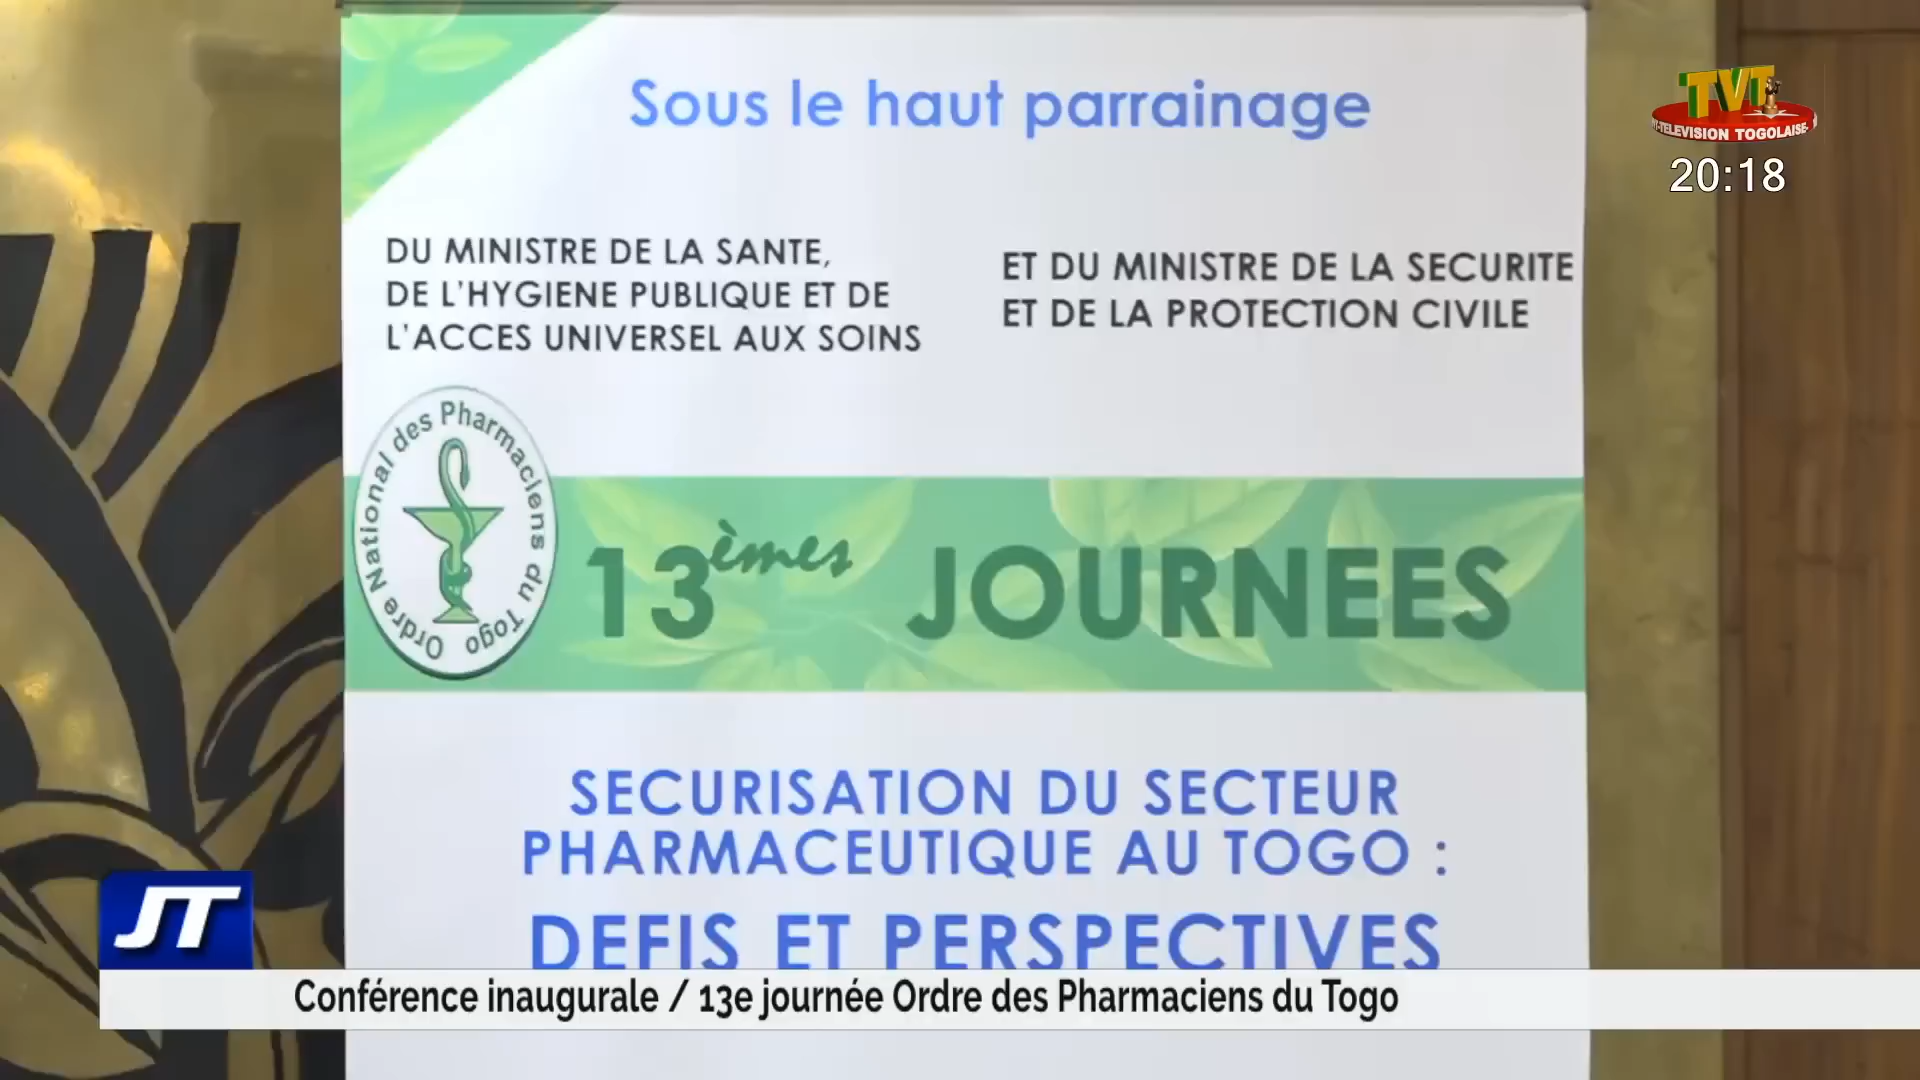 Sous le haut parrainage
DU MINISTRE DE LA SANTE,
DE L'HYGIENE PUBLIQUE ET DE
L'ACCES UNIVERSEL AUX SOINS
ET DU MINISTRE DE LA SECURITE
ET DE LA PROTECTION CIVILE
TVT
TELEVISION TOGOLAISE
20:18
Ordre National des Pharmaciens du Togo
13èmes JOURNEES
SECURISATION DU SECTEUR
PHARMACEUTIQUE AU TOGO :
DEFIS ET PERSPECTIVES
JT
Conférence inaugurale / 13e journée Ordre des Pharmaciens du Togo